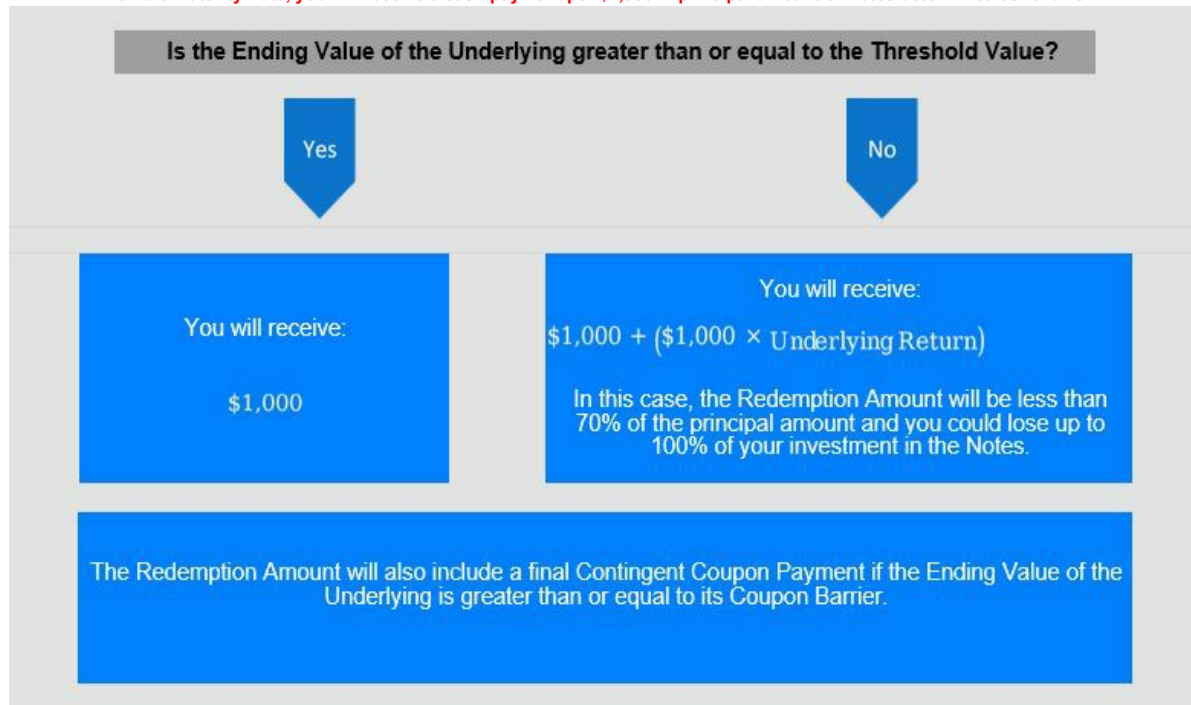 Is the Ending Value of the Underlying greater than or equal to the Threshold Value?
Yes
No
You will receive:
$1,000
You will receive:
$1,000 + ($1,000 × Underlying Return)
In this case, the Redemption Amount will be less than
70% of the principal amount and you could lose up to
100% of your investment in the Notes.
The Redemption Amount will also include a final Contingent Coupon Payment if the Ending Value of the
Underlying is greater than or equal to its Coupon Barrier.